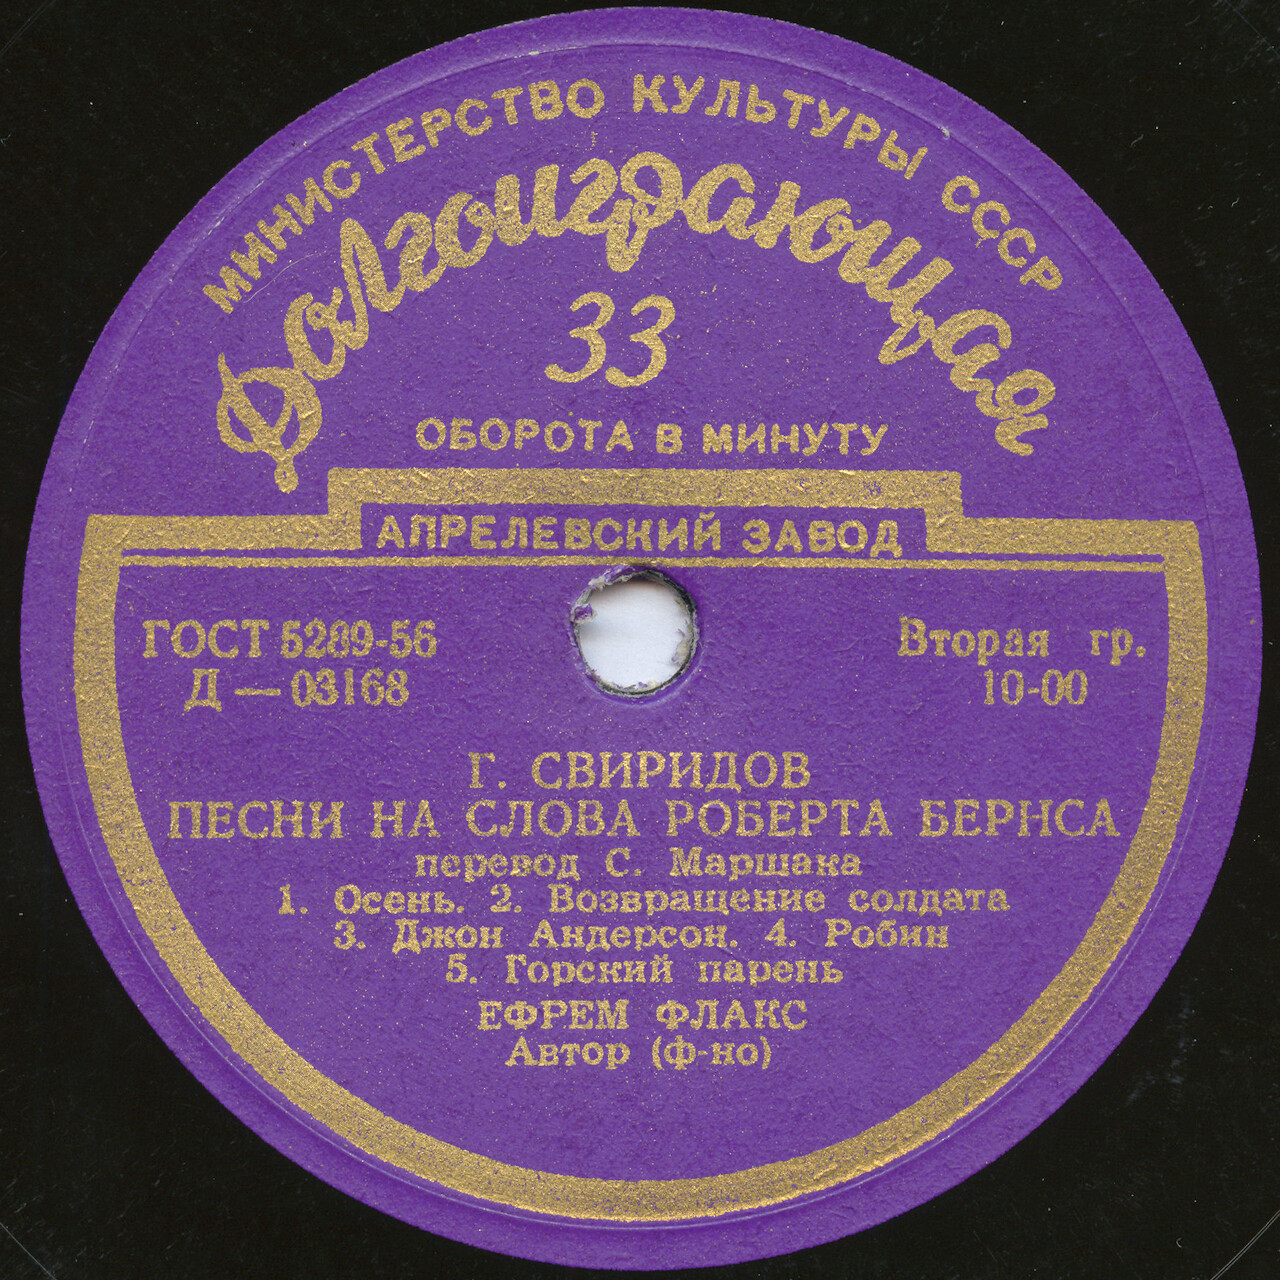 МИНИСТЕРСТВО КУЛЬТУРЫ СССР
Долгоиграющая
33
ОБОРОТА В МИНУТУ
АПРЕЛЕВСКИЙ ЗАВОД
ГОСТ 5289-56
Д — 03168
Вторая гр.
10-00
Г. СВИРИДОВ
ПЕСНИ НА СЛОВА РОБЕРТА БЕРНСА
перевод С. Маршака
1. Осень. 2. Возвращение солдата
3. Джон Андерсон. 4. Робин
5. Горский парень
ЕФРЕМ ФЛАКС
Автор (ф-но)